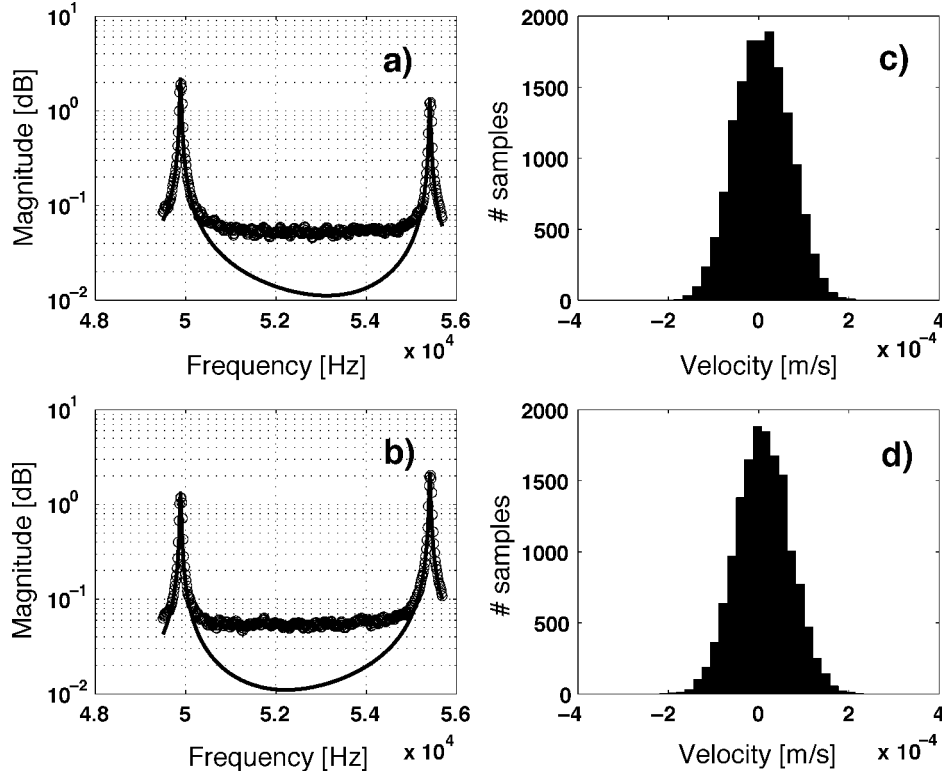 a)
Magnitude [dB]
10^1
10^0
10^-1
10^-2
4.8 5 5.2 5.4 5.6
x 10^4
Frequency [Hz]
c)
# samples
2000
1500
1000
500
0
−4 −2 0 2 4
x 10^-4
Velocity [m/s]
b)
Magnitude [dB]
10^1
10^0
10^-1
10^-2
4.8 5 5.2 5.4 5.6
x 10^4
Frequency [Hz]
d)
# samples
2000
1500
1000
500
0
−4 −2 0 2 4
x 10^-4
Velocity [m/s]